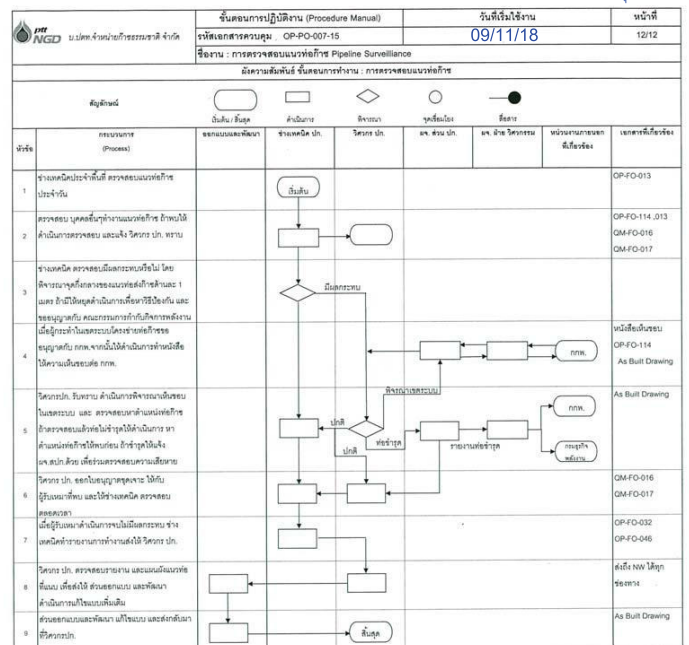 ptt
NGD
บ.ปตท.จำหน่ายก๊าซธรรมชาติ จำกัด
ขั้นตอนการปฏิบัติงาน (Procedure Manual)
วันที่เริ่มใช้งาน
หน้าที่
รหัสเอกสารควบคุม . OP-PO-007-15
09/11/18
12/12
ชื่องาน : การตรวจสอบแนวท่อก๊าซ Pipeline Surveillance
ผังความสัมพันธ์ ขั้นตอนการทำงาน : การตรวจสอบแนวท่อก๊าซ
สัญลักษณ์
เริ่มต้น / สิ้นสุด
ดำเนินการ
พิจารณา
จุดเชื่อมโยง
สื่อสาร
หัวข้อ
กระบวนการ
(Process)
ออกแบบและพัฒนา
ช่างเทคนิค ปก.
วิศวกร ปก.
ผจ. ส่วน ปก.
ผจ. ฝ่าย วิศวกรรม
หน่วยงานภายนอก
ที่เกี่ยวข้อง
เอกสารที่เกี่ยวข้อง
1
ช่างเทคนิคประจำพื้นที่ ตรวจสอบแนวท่อก๊าซ
ประจำวัน
เริ่มต้น
OP-FO-013
2
ตรวจสอบ บุคคลอื่นๆทำงานแนวท่อก๊าซ ถ้าพบให้
ดำเนินการตรวจสอบ และแจ้ง วิศวกร ปก. ทราบ
OP-FO-114 ,013
QM-FO-016
QM-FO-017
3
ช่างเทคนิค ตรวจสอบมีผลกระทบหรือไม่ โดย
พิจารณาจุดกึ่งกลางของแนวท่อส่งก๊าซด้านละ 1
เมตร ถ้ามีให้หยุดดำเนินการเพื่อหาวิธีป้องกัน และ
ขออนุญาตกับ คณะกรรมการกำกับกิจการพลังงาน
มีผลกระทบ
4
เมื่อผู้กระทำในเขตระบบโครงข่ายท่อก๊าซขอ
อนุญาตกับ กกพ.จากนั้นให้ดำเนินการทำหนังสือ
ให้ความเห็นชอบต่อ กกพ.
กกพ.
หนังสือเห็นชอบ
OP-FO-114
As Built Drawing
พิจรณาเขตระบบ
5
วิศวกรปก. รับทราบ ดำเนินการพิจารณาเห็นชอบ
ในเขตระบบ และ ตรวจสอบหาตำแหน่งท่อก๊าซ
ถ้าตรวจสอบแล้วท่อไม่ชำรุดให้ดำเนินการ หา
ตำแหน่งท่อก๊าซให้พบก่อน ถ้าชำรุดให้แจ้ง
ผจ.สปก.ด้วย เพื่อร่วมตรวจสอบความเสียหาย
ปกติ
ปกติ
ท่อชำรุด
รายงานท่อชำรุด
กกพ.
กรมธุรกิจ
พลังงาน
As Built Drawing
6
วิศวกร ปก. ออกใบอนุญาตขุดเจาะ ให้กับ
ผู้รับเหมาที่พบ และให้ช่างเทคนิค ตรวจสอบ
ตลอดเวลา
QM-FO-016
QM-FO-017
7
เมื่อผู้รับเหมาดำเนินการจบไม่มีผลกระทบ ช่าง
เทคนิคทำรายงานการทำงานส่งให้ วิศวกร ปก.
OP-FO-032
OP-FO-046
8
วิศวกร ปก. ตรวจสอบรายงาน และแผนผังแนวท่อ
ที่แนบ เพื่อส่งให้ ส่วนออกแบบ และพัฒนา
ดำเนินการแก้ไขแบบเพิ่มเติม
ส่งถึง NW ได้ทุก
ช่องทาง
9
ส่วนออกแบบและพัฒนา แก้ไขแบบ และส่งกลับมา
ที่วิศวกรปก.
สิ้นสุด
As Built Drawing